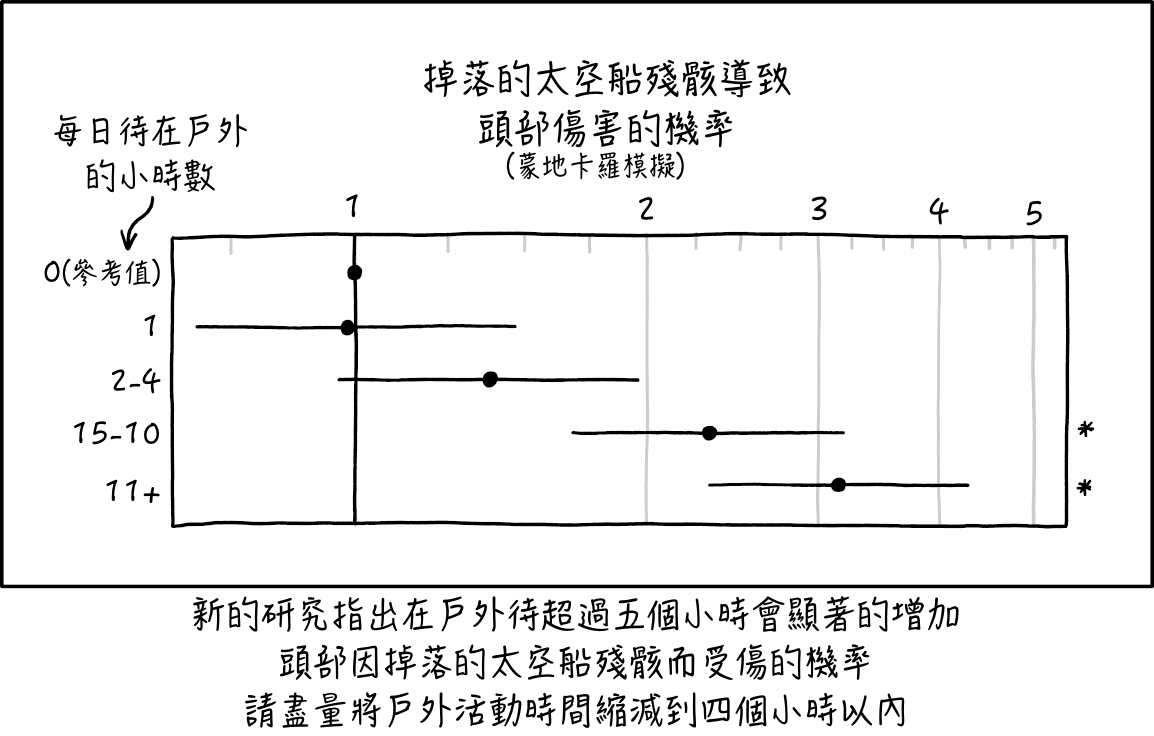 掉落的太空船殘骸導致
頭部傷害的機率
(蒙地卡羅模擬)
每日待在戶外
的小時數
1 2 3 4 5
0(參考值)
1
2-4
15-10 *
11+ *
新的研究指出在戶外待超過五個小時會顯著的增加
頭部因掉落的太空船殘骸而受傷的機率
請盡量將戶外活動時間縮減到四個小時以內